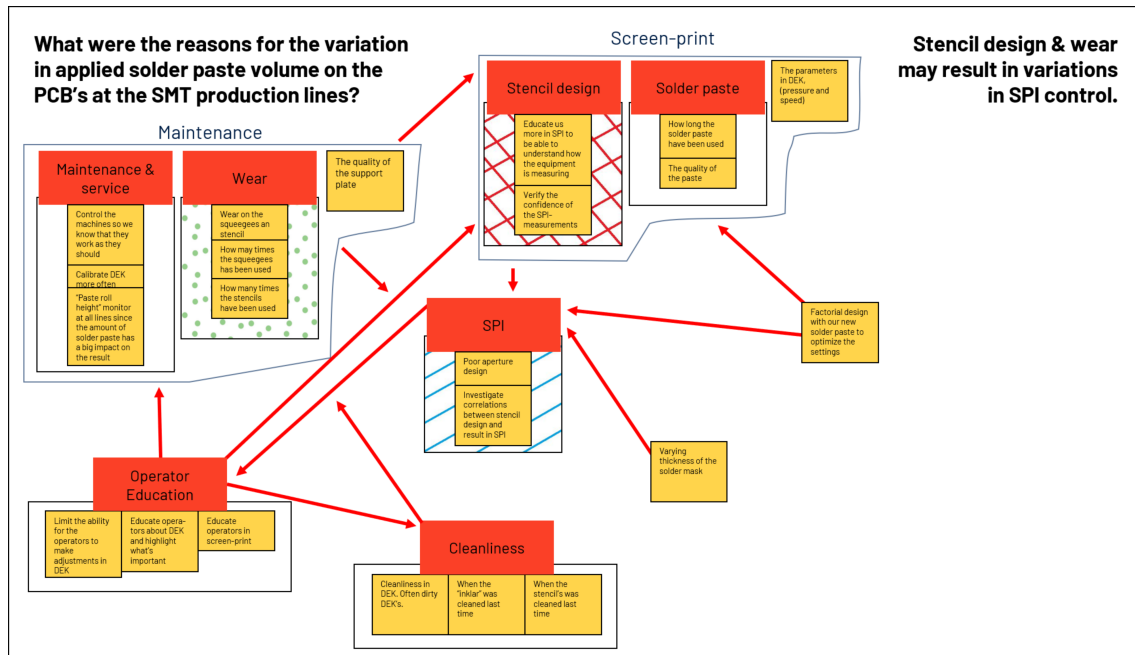 What were the reasons for the variation
in applied solder paste volume on the
PCB's at the SMT production lines?
Stencil design & wear
may result in variations
in SPI control.
Screen-print
Stencil design
Educate us
more in SPI to
be able to
understand how
the equipment
is measuring
Verify the
confidence of
the SPI-
measurements
Solder paste
How long the
solder paste
have been used
The quality of
the paste
The parameters
in DEK.
(pressure and
speed)
Maintenance
Maintenance &
service
Control the
machines so we
know that they
work as they
should
Calibrate DEK
more often
"Paste roll
height" monitor
at all lines since
the amount of
solder paste has
a big impact on
the result
Wear
Wear on the
squeegees an
stencil
How may times
the squeegees
has been used
How many times
the stencils
have been used
The quality of
the support
plate
SPI
Poor aperture
design
Investigate
correlations
between stencil
design and
result in SPI
Factorial design
with our new
solder paste to
optimize the
settings
Varying
thickness of the
solder mask
Operator
Education
Limit the ability
for the
operators to
make
adjustments in
DEK
Educate opera-
tors about DEK
and highlight
what's
important
Educate
operators in
screen-print
Cleanliness
Cleanliness in
DEK. Often dirty
DEK's.
When the
"inklar" was
cleaned last
time
When the
stencil's was
cleaned last
time